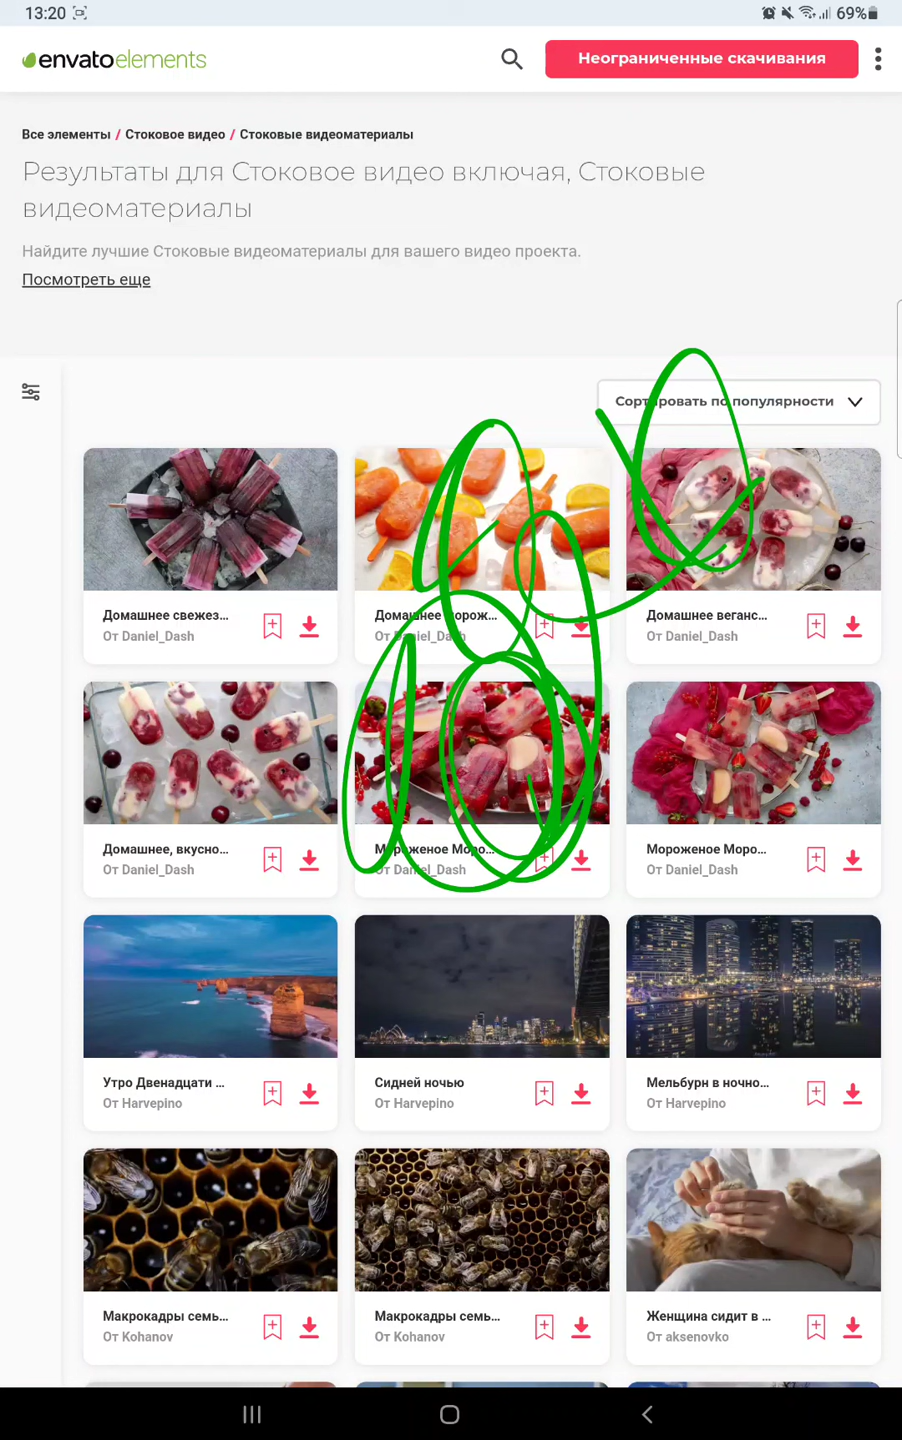 13:20
69%
envatoelements
Неограниченные скачивания
Все элементы / Стоковое видео / Стоковые видеоматериалы
Результаты для Стоковое видео включая, Стоковые
видеоматериалы
Найдите лучшие Стоковые видеоматериалы для вашего видео проекта.
Посмотреть еще
Сортировать по популярности
Домашнее свежез...
От Daniel_Dash
Домашнее морож...
От Daniel_Dash
Домашнее веганс...
От Daniel_Dash
Домашнее, вкусно...
От Daniel_Dash
Мороженое Моро...
От Daniel_Dash
Мороженое Моро...
От Daniel_Dash
Утро Двенадцати ...
От Harvepino
Сидней ночью
От Harvepino
Мельбурн в ночно...
От Harvepino
Макрокадры семь...
От Kohanov
Макрокадры семь...
От Kohanov
Женщина сидит в ...
От aksenovko